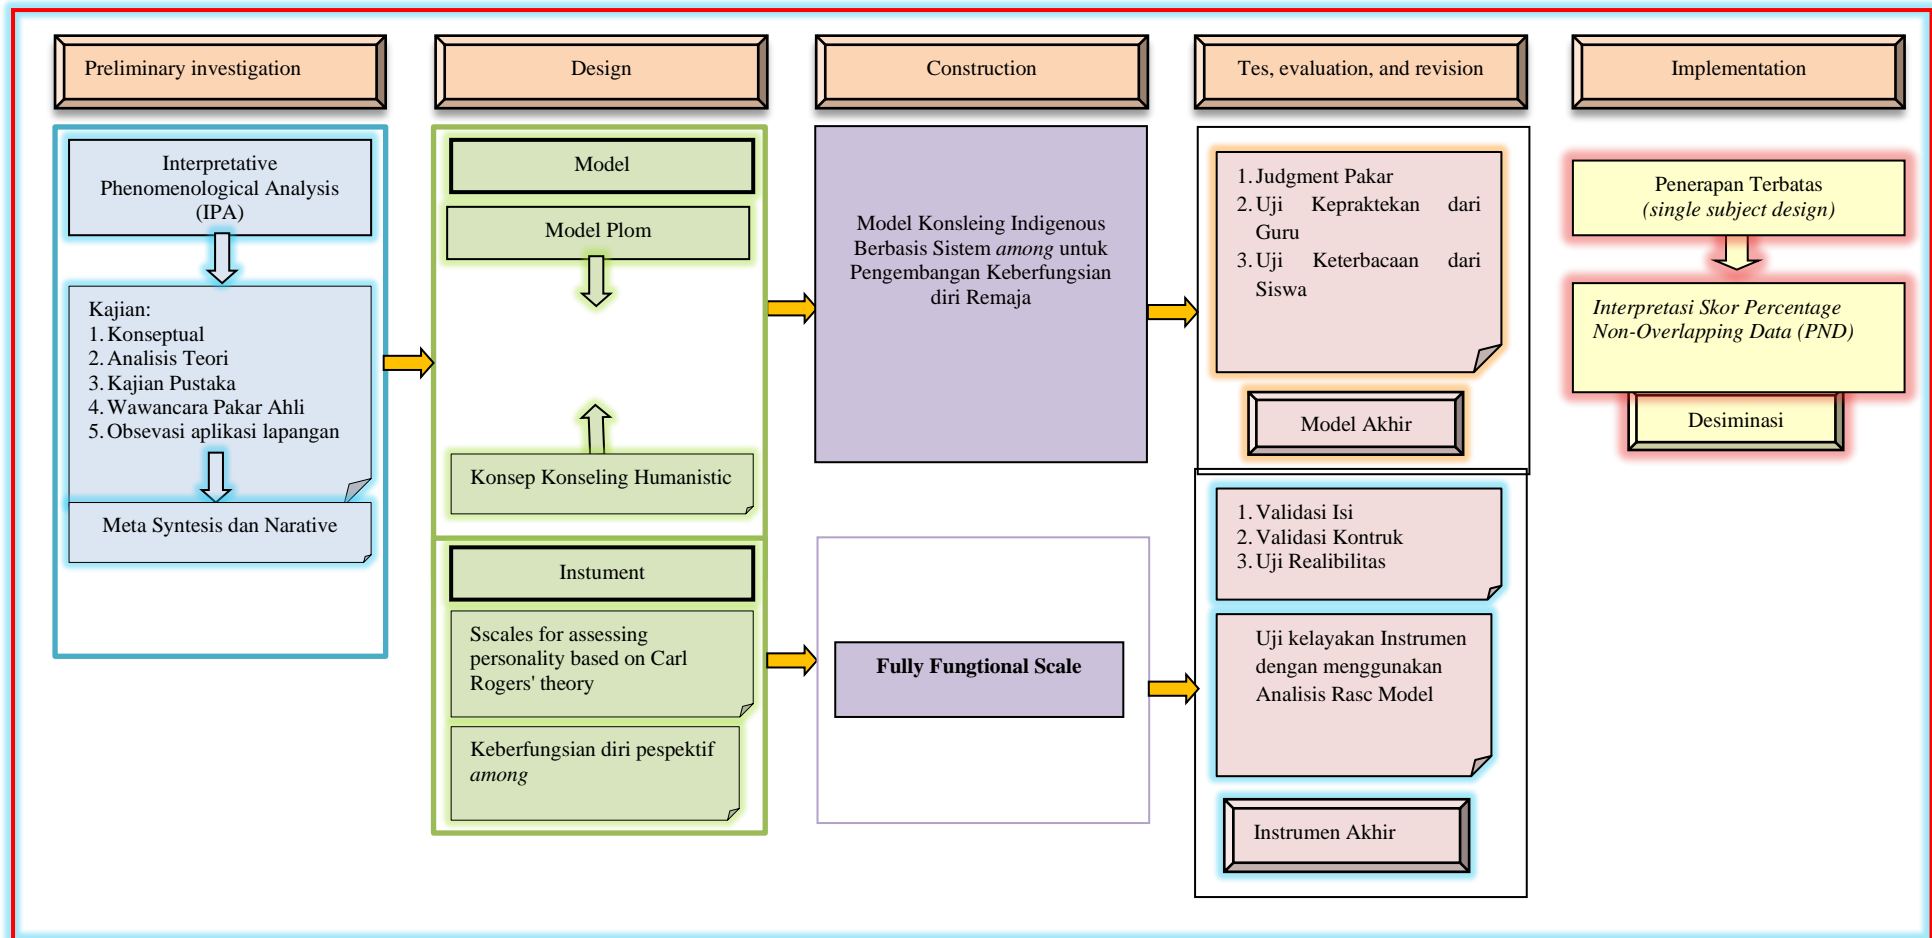 Preliminary investigation
Design
Construction
Tes, evaluation, and revision
Implementation
Interpretative
Phenomenological Analysis
(IPA)
Kajian:
1. Konseptual
2. Analisis Teori
3. Kajian Pustaka
4. Wawancara Pakar Ahli
5. Obsevasi aplikasi lapangan
Meta Syntesis dan Narative
Model
Model Plom
Konsep Konseling Humanistic
Instument
Sscales for assessing
personality based on Carl
Rogers' theory
Keberfungsian diri pespektif
among
Model Konsleing Indigenous
Berbasis Sistem among untuk
Pengembangan Keberfungsian
diri Remaja
Fully Fungtional Scale
1. Judgment Pakar
2. Uji Kepraktekan dari
Guru
3. Uji Keterbacaan dari
Siswa
Model Akhir
1. Validasi Isi
2. Validasi Kontruk
3. Uji Realibilitas
Uji kelayakan Instrumen
dengan menggunakan
Analisis Rasc Model
Instrumen Akhir
Penerapan Terbatas
(single subject design)
Interpretasi Skor Percentage
Non-Overlapping Data (PND)
Desiminasi